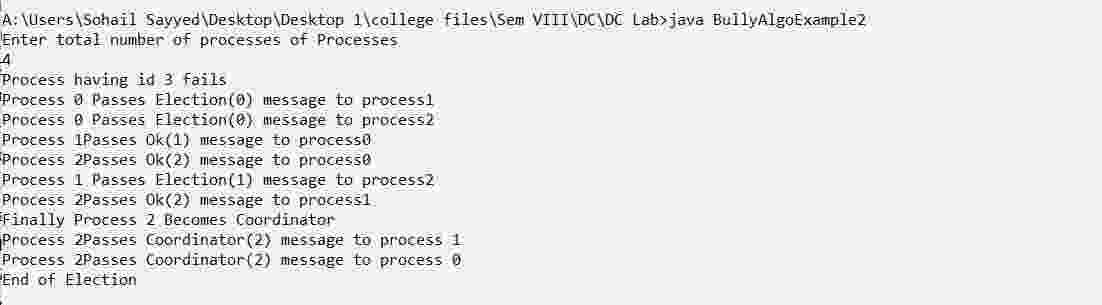 A:\Users\Sohail Sayyed\Desktop\Desktop 1\college files\Sem VIII\DC\DC Lab>java BullyAlgoExample2
Enter total number of processes of Processes
4
Process having id 3 fails
Process 0 Passes Election(0) message to process1
Process 0 Passes Election(0) message to process2
Process 1Passes Ok(1) message to process0
Process 2Passes Ok(2) message to process0
Process 1 Passes Election(1) message to process2
Process 2Passes Ok(2) message to process1
Finally Process 2 Becomes Coordinator
Process 2Passes Coordinator(2) message to process 1
Process 2Passes Coordinator(2) message to process 0
End of Election